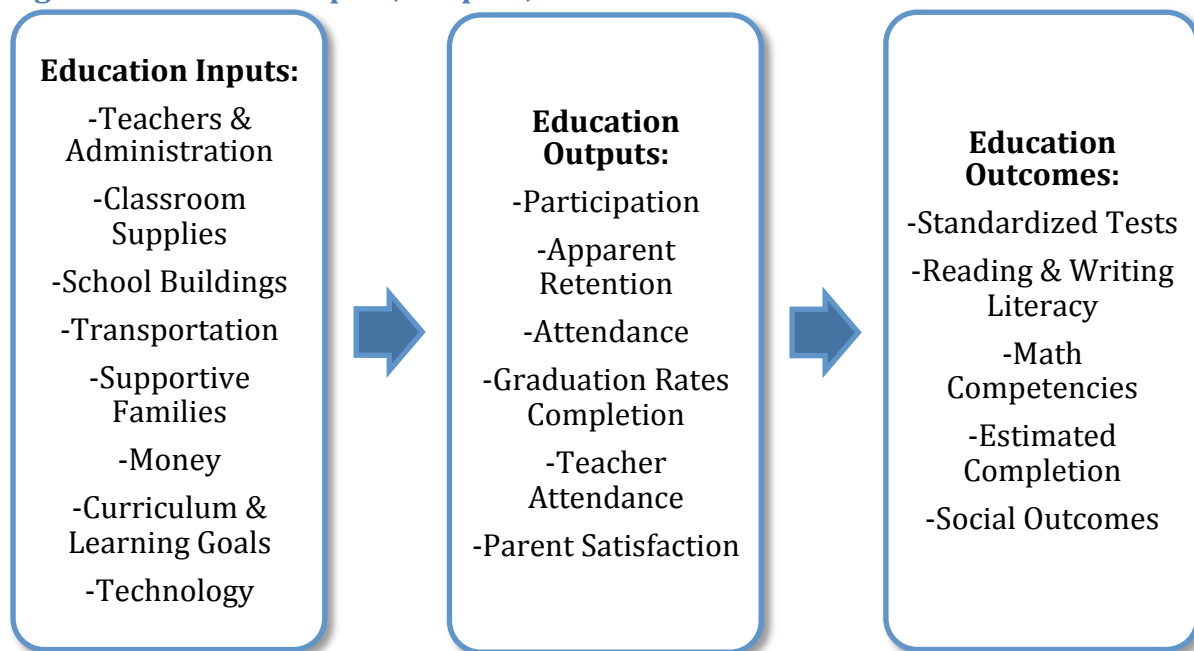 Education Inputs:
-Teachers &
Administration
-Classroom
Supplies
-School Buildings
-Transportation
-Supportive
Families
-Money
-Curriculum &
Learning Goals
-Technology
Education
Outputs:
-Participation
-Apparent
Retention
-Attendance
-Graduation Rates
Completion
-Teacher
Attendance
-Parent Satisfaction
Education
Outcomes:
-Standardized Tests
-Reading & Writing
Literacy
-Math
Competencies
-Estimated
Completion
-Social Outcomes